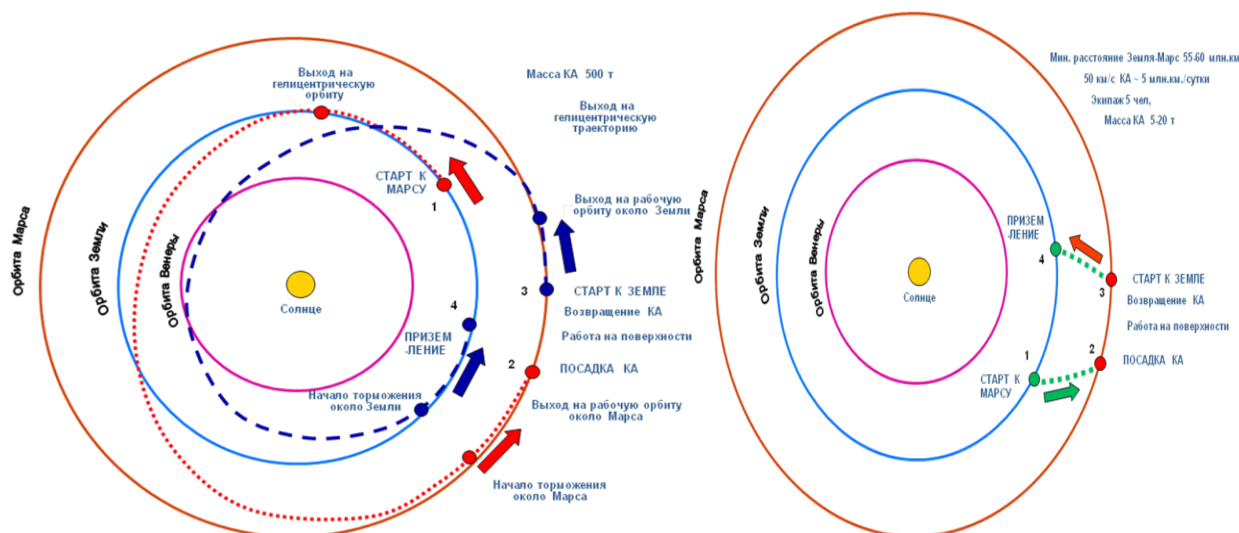 Выход на
гелицентрическую
орбиту
Масса КА 500 т
Выход на
гелицентрическую
траекторию
СТАРТ К
МАРСУ
1
Выход на рабочую
орбиту около Земли
Орбита Марса
Орбита Земли
Орбита Венеры
Солнце
3
СТАРТ К ЗЕМЛЕ
Возвращение КА
4
ПРИЗЕМ
-ЛЕНИЕ
Работа на поверхности
2
ПОСАДКА КА
Начало торможения
около Земли
Выход на рабочую орбиту
около Марса
Начало торможения
около Марса
Мин. расстояние Земля-Марс 55-60 млн.км
50 км/с КА ~ 5 млн.км./сутки
Экипаж 5 чел,
Масса КА 5-20 т
Орбита Марса
Орбита Земли
Орбита Венеры
Солнце
ПРИЗЕМ
-ЛЕНИЕ
4
СТАРТ К ЗЕМЛЕ
3
Возвращение КА
Работа на поверхности
1
2
ПОСАДКА КА
СТАРТ К
МАРСУ